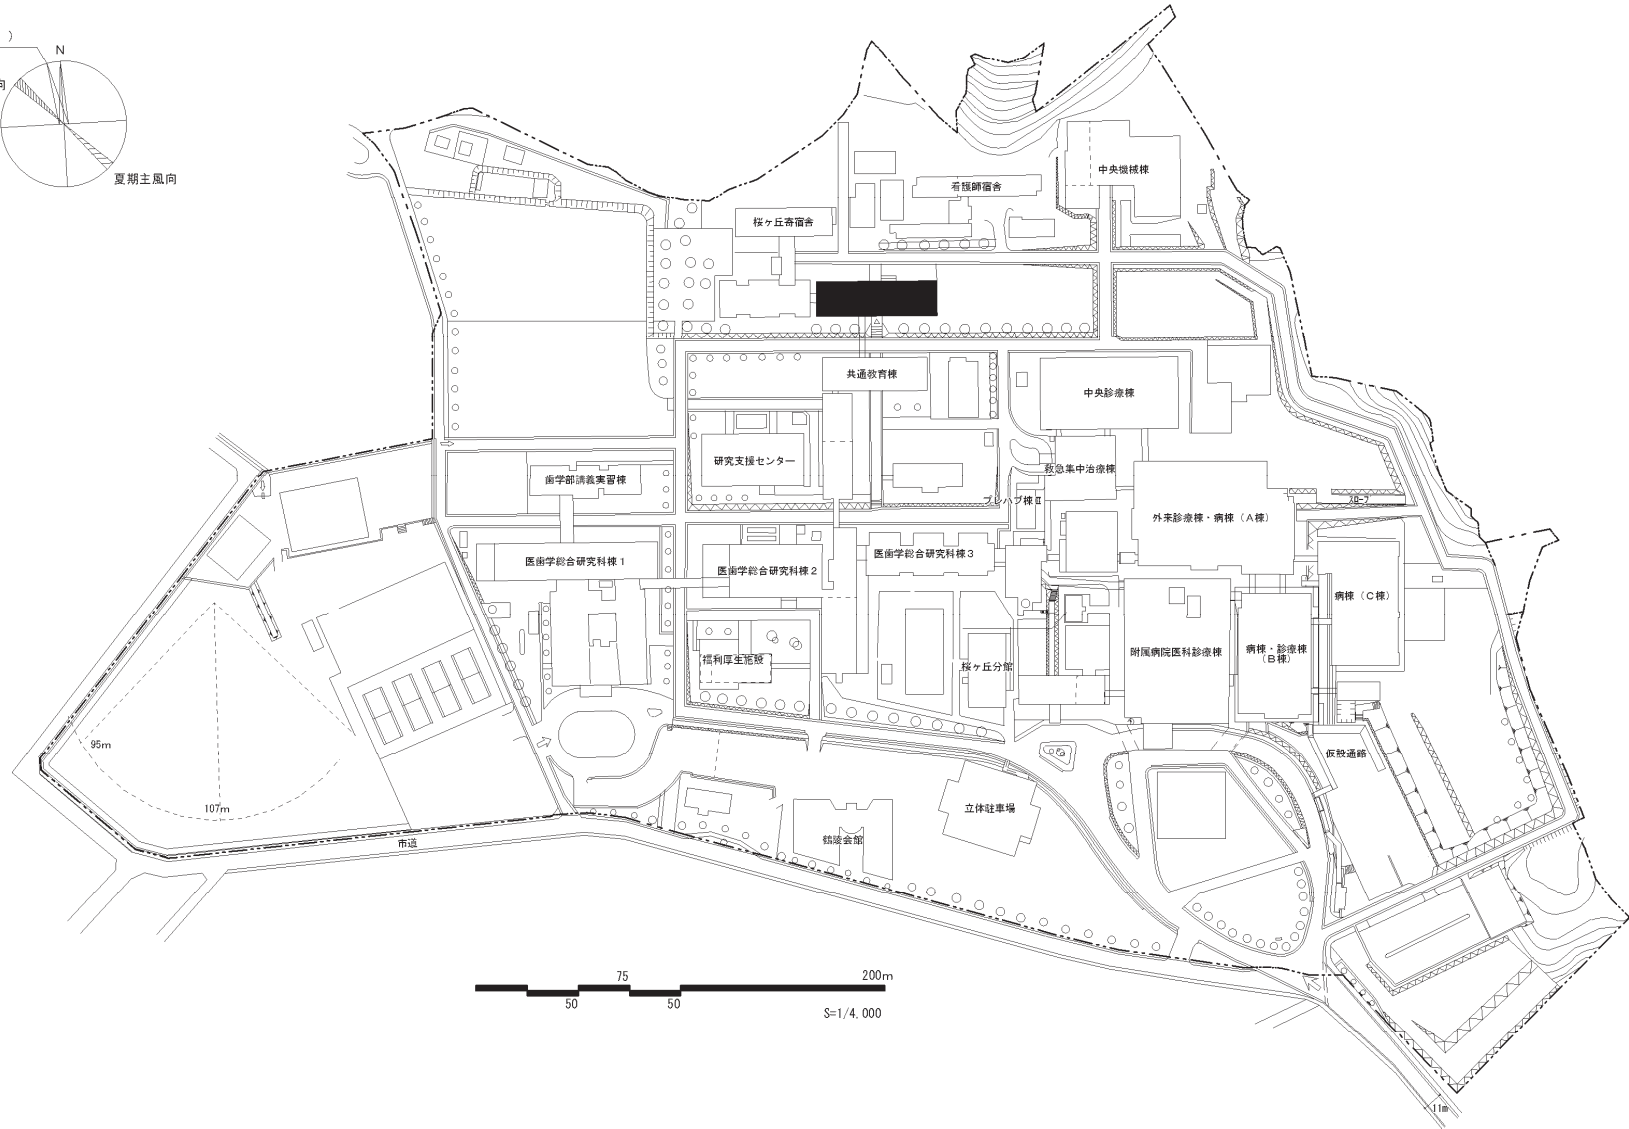 ）
N
向
夏期主風向
中央機械棟
看護師宿舎
桜ヶ丘寄宿舎
共通教育棟
中央診療棟
研究支援センター
救急集中治療棟
歯学部講義実習棟
プレハブ棟Ⅱ
スロープ
外来診療棟・病棟（A棟）
医歯学総合研究科棟1
医歯学総合研究科棟2
医歯学総合研究科棟3
病棟（C棟）
福利厚生施設
桜ヶ丘分館
附属病院医科診療棟
病棟・診療棟
（B棟）
95m
仮設通路
107m
立体駐車場
市道
鶴陵会館
75
200m
50
50
S=1/4,000
11m